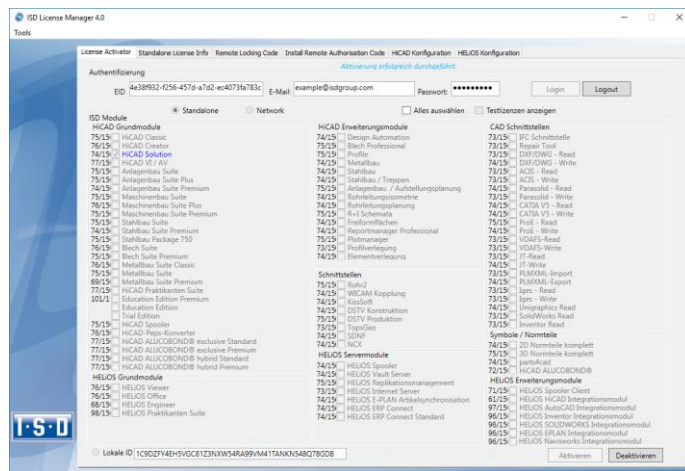 ISD License Manager 4.0
Tools
License Activator Standalone License Info Remote Locking Code Install Remote Authorisation Code HiCAD Konfiguration HELiOS Konfiguration
Aktivierung erfolgreich durchgeführt.
Authentifizierung
EID 4e38f932-f256-457d-a7d2-ec4073fa783c E-Mail: example@isdgroup.com Passwort: ●●●●●●●●● Login Logout
Standalone Network Alles auswählen Testlizenzen anzeigen
ISD Module
HiCAD Grundmodule
75/15 HiCAD Classic
76/15 HiCAD Creator
74/15 HiCAD Solution
77/15 HiCAD VI / AV
75/15 Anlagenbau Suite
75/15 Anlagenbau Suite Plus
74/15 Anlagenbau Suite Premium
75/15 Maschinenbau Suite
76/15 Maschinenbau Suite Plus
75/15 Maschinenbau Suite Premium
75/15 Stahlbau Suite
74/15 Stahlbau Suite Premium
75/15 Stahlbau Package 750
76/15 Blech Suite
75/15 Blech Suite Premium
76/15 Metallbau Suite Classic
75/15 Metallbau Suite
69/15 Metallbau Suite Premium
77/15 HiCAD Praktikanten Suite
101/1 Education Edition Premium
Education Edition
Trial Edition
75/15 HiCAD Spooler
76/15 HiCAD-Peps-Konverter
77/15 HiCAD ALUCOBOND® exclusive Standard
77/15 HiCAD ALUCOBOND® exclusive Premium
77/15 HiCAD ALUCOBOND® hybrid Standard
77/15 HiCAD ALUCOBOND® hybrid Premium
HELiOS Grundmodule
76/15 HELiOS Viewer
76/15 HELiOS Office
68/15 HELiOS Engineer
98/15 HELiOS Praktikanten Suite
HiCAD Erweiterungsmodule
74/15 Design Automation
75/15 Blech Professional
75/15 Profile
74/15 Metallbau
74/15 Stahlbau
74/15 Stahlbau / Treppen
75/15 Anlagenbau / Aufstellungsplanung
74/15 Rohrleitungsisometrie
74/15 Rohrleitungsplanung
74/15 R+I Schemata
74/15 Freiformflächen
74/15 Reportmanager Professional
75/15 Plotmanager
73/15 Profilverlegung
74/15 Elementverlegung
Schnittstellen
75/15 Rohr2
74/15 WICAM Kopplung
74/15 KissSoft
74/15 DSTV Konstruktion
75/15 DSTV Produktion
73/15 TopsGeo
74/15 SDNF
74/15 NCX
HELiOS Servermodule
74/15 HELiOS Spooler
74/15 HELiOS Vault Server
75/15 HELiOS Replikationsmanagement
73/15 HELiOS Internet Server
74/15 HELiOS E-PLAN Artikelsynchronisation
74/15 HELiOS ERP Connect
74/15 HELiOS ERP Connect Standard
CAD Schnittstellen
73/15 IFC Schnittstelle
73/15 Repair Tool
73/15 DXF/DWG - Read
74/15 DXF/DWG - Write
73/15 ACIS - Read
73/15 ACIS - Write
74/15 Parasolid - Read
73/15 Parasolid - Write
74/15 CATIA V5 - Read
74/15 CATIA V5 - Write
75/15 ProE - Read
74/15 ProE - Write
73/15 VDAFS-Read
73/15 VDAFS-Write
73/15 JT-Read
74/15 JT-Write
73/15 PLMXML-Import
74/15 PLMXML-Export
73/15 Iges - Read
73/15 Iges - Write
74/15 Unigraphics Read
73/15 SolidWorks Read
73/15 Inventor Read
Symbole / Normteile
74/15 2D Normteile komplett
75/15 3D Normteile komplett
74/15 parts4cad
72/15 HiCAD ALUCOBOND®
HELiOS Erweiterungsmodule
71/15 HELiOS Spooler Client
61/15 HELiOS HiCAD Integrationsmodul
97/15 HELiOS AutoCAD Integrationsmodul
96/15 HELiOS Inventor Integrationsmodul
96/15 HELiOS SOLIDWORKS Integrationsmodul
96/15 HELiOS EPLAN Integrationsmodul
96/15 HELiOS Navisworks Integrationsmodul
I·S·D
Lokale ID 1C9DZFY4EH5VGC81Z3NXW54RA99VM41TANKN548Q78GDB Aktivieren Deaktivieren